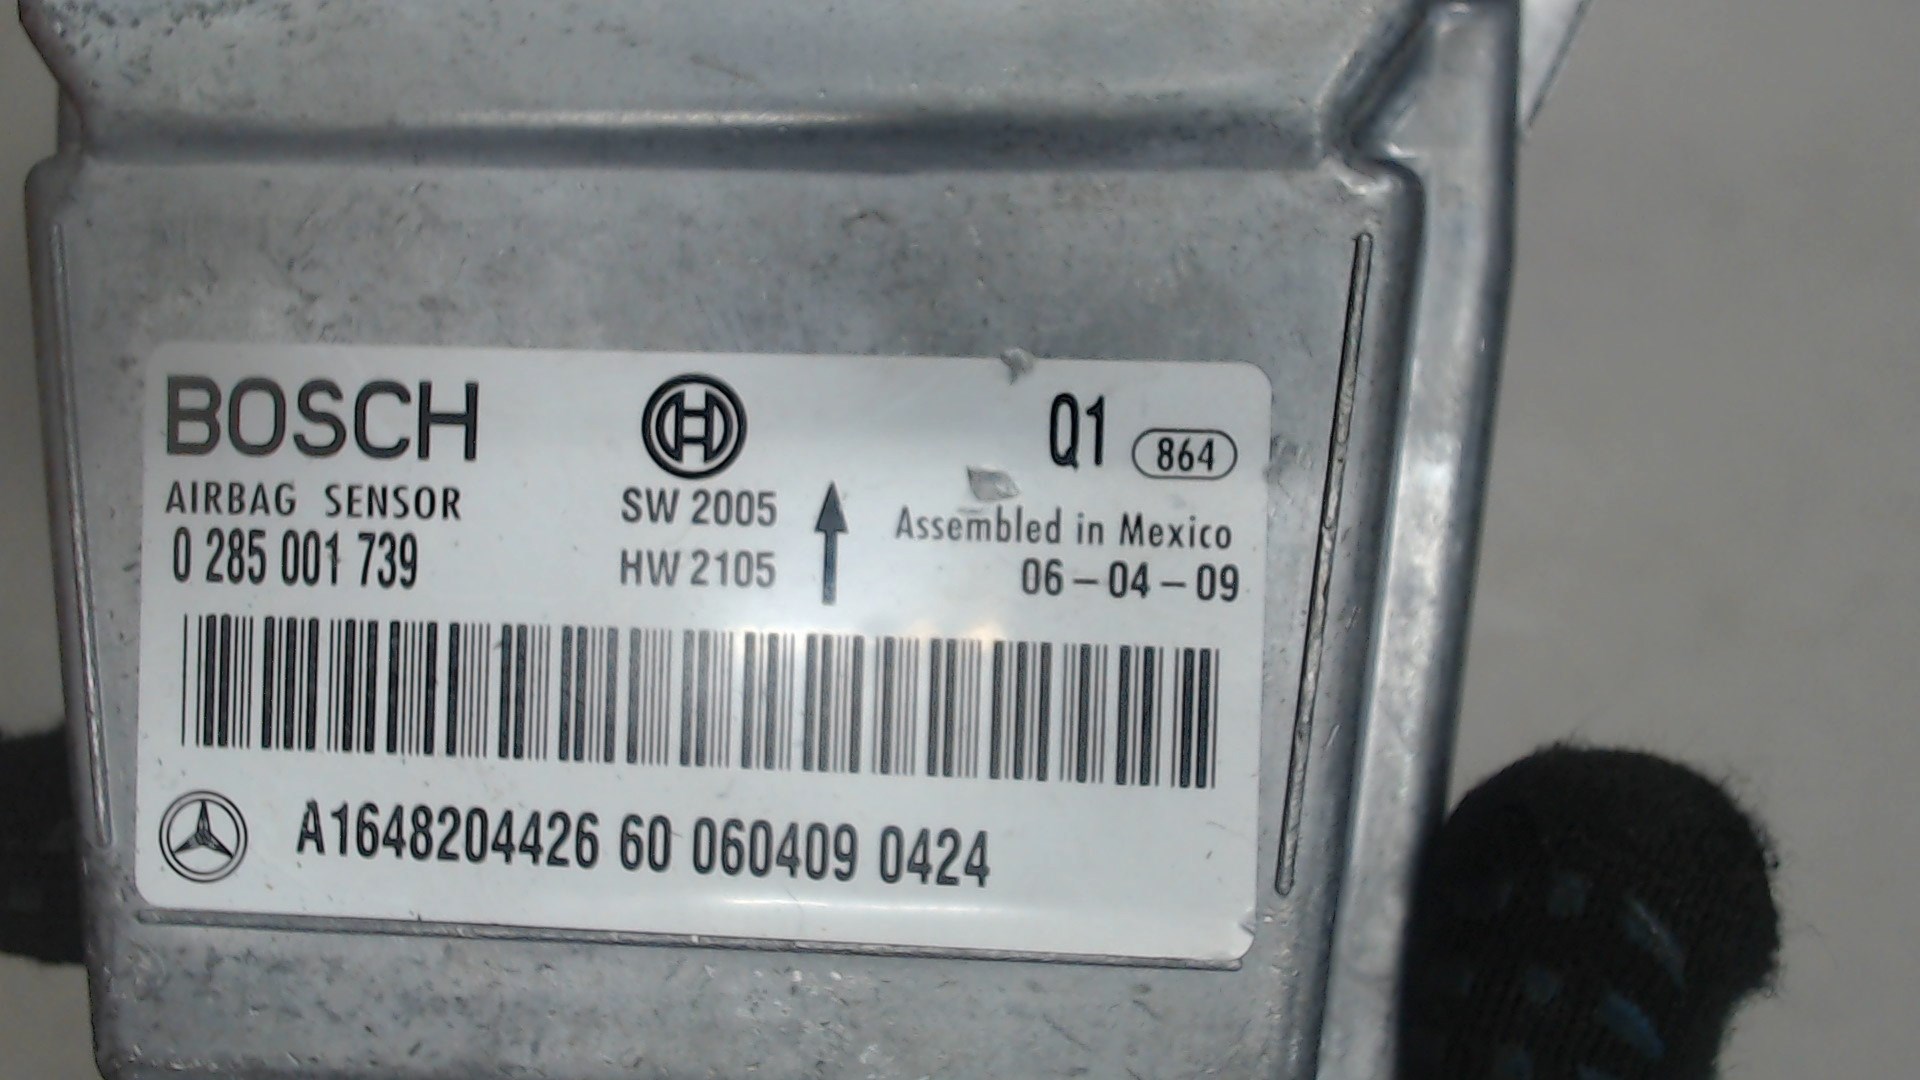 BOSCH
Q1 864
AIRBAG SENSOR
0 285 001 739
SW 2005
HW 2105
Assembled in Mexico
06-04-09
A1648204426 60 060409 0424